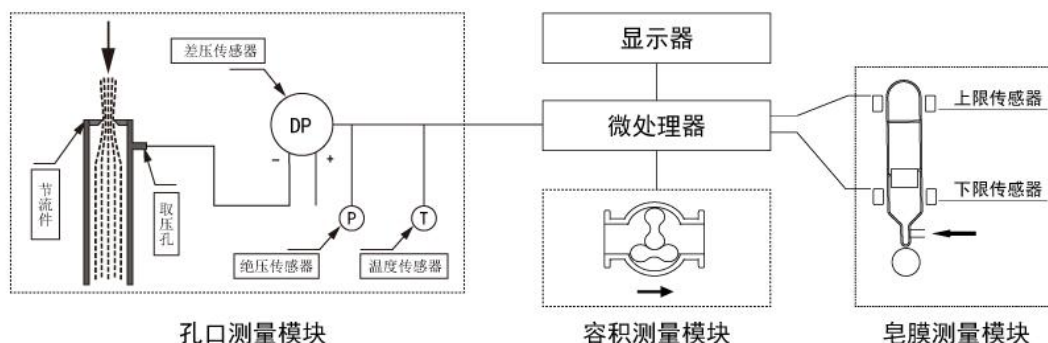 差压传感器
DP
-
+
节流件
取压孔
P
T
绝压传感器
温度传感器
孔口测量模块
显示器
微处理器
容积测量模块
上限传感器
下限传感器
皂膜测量模块